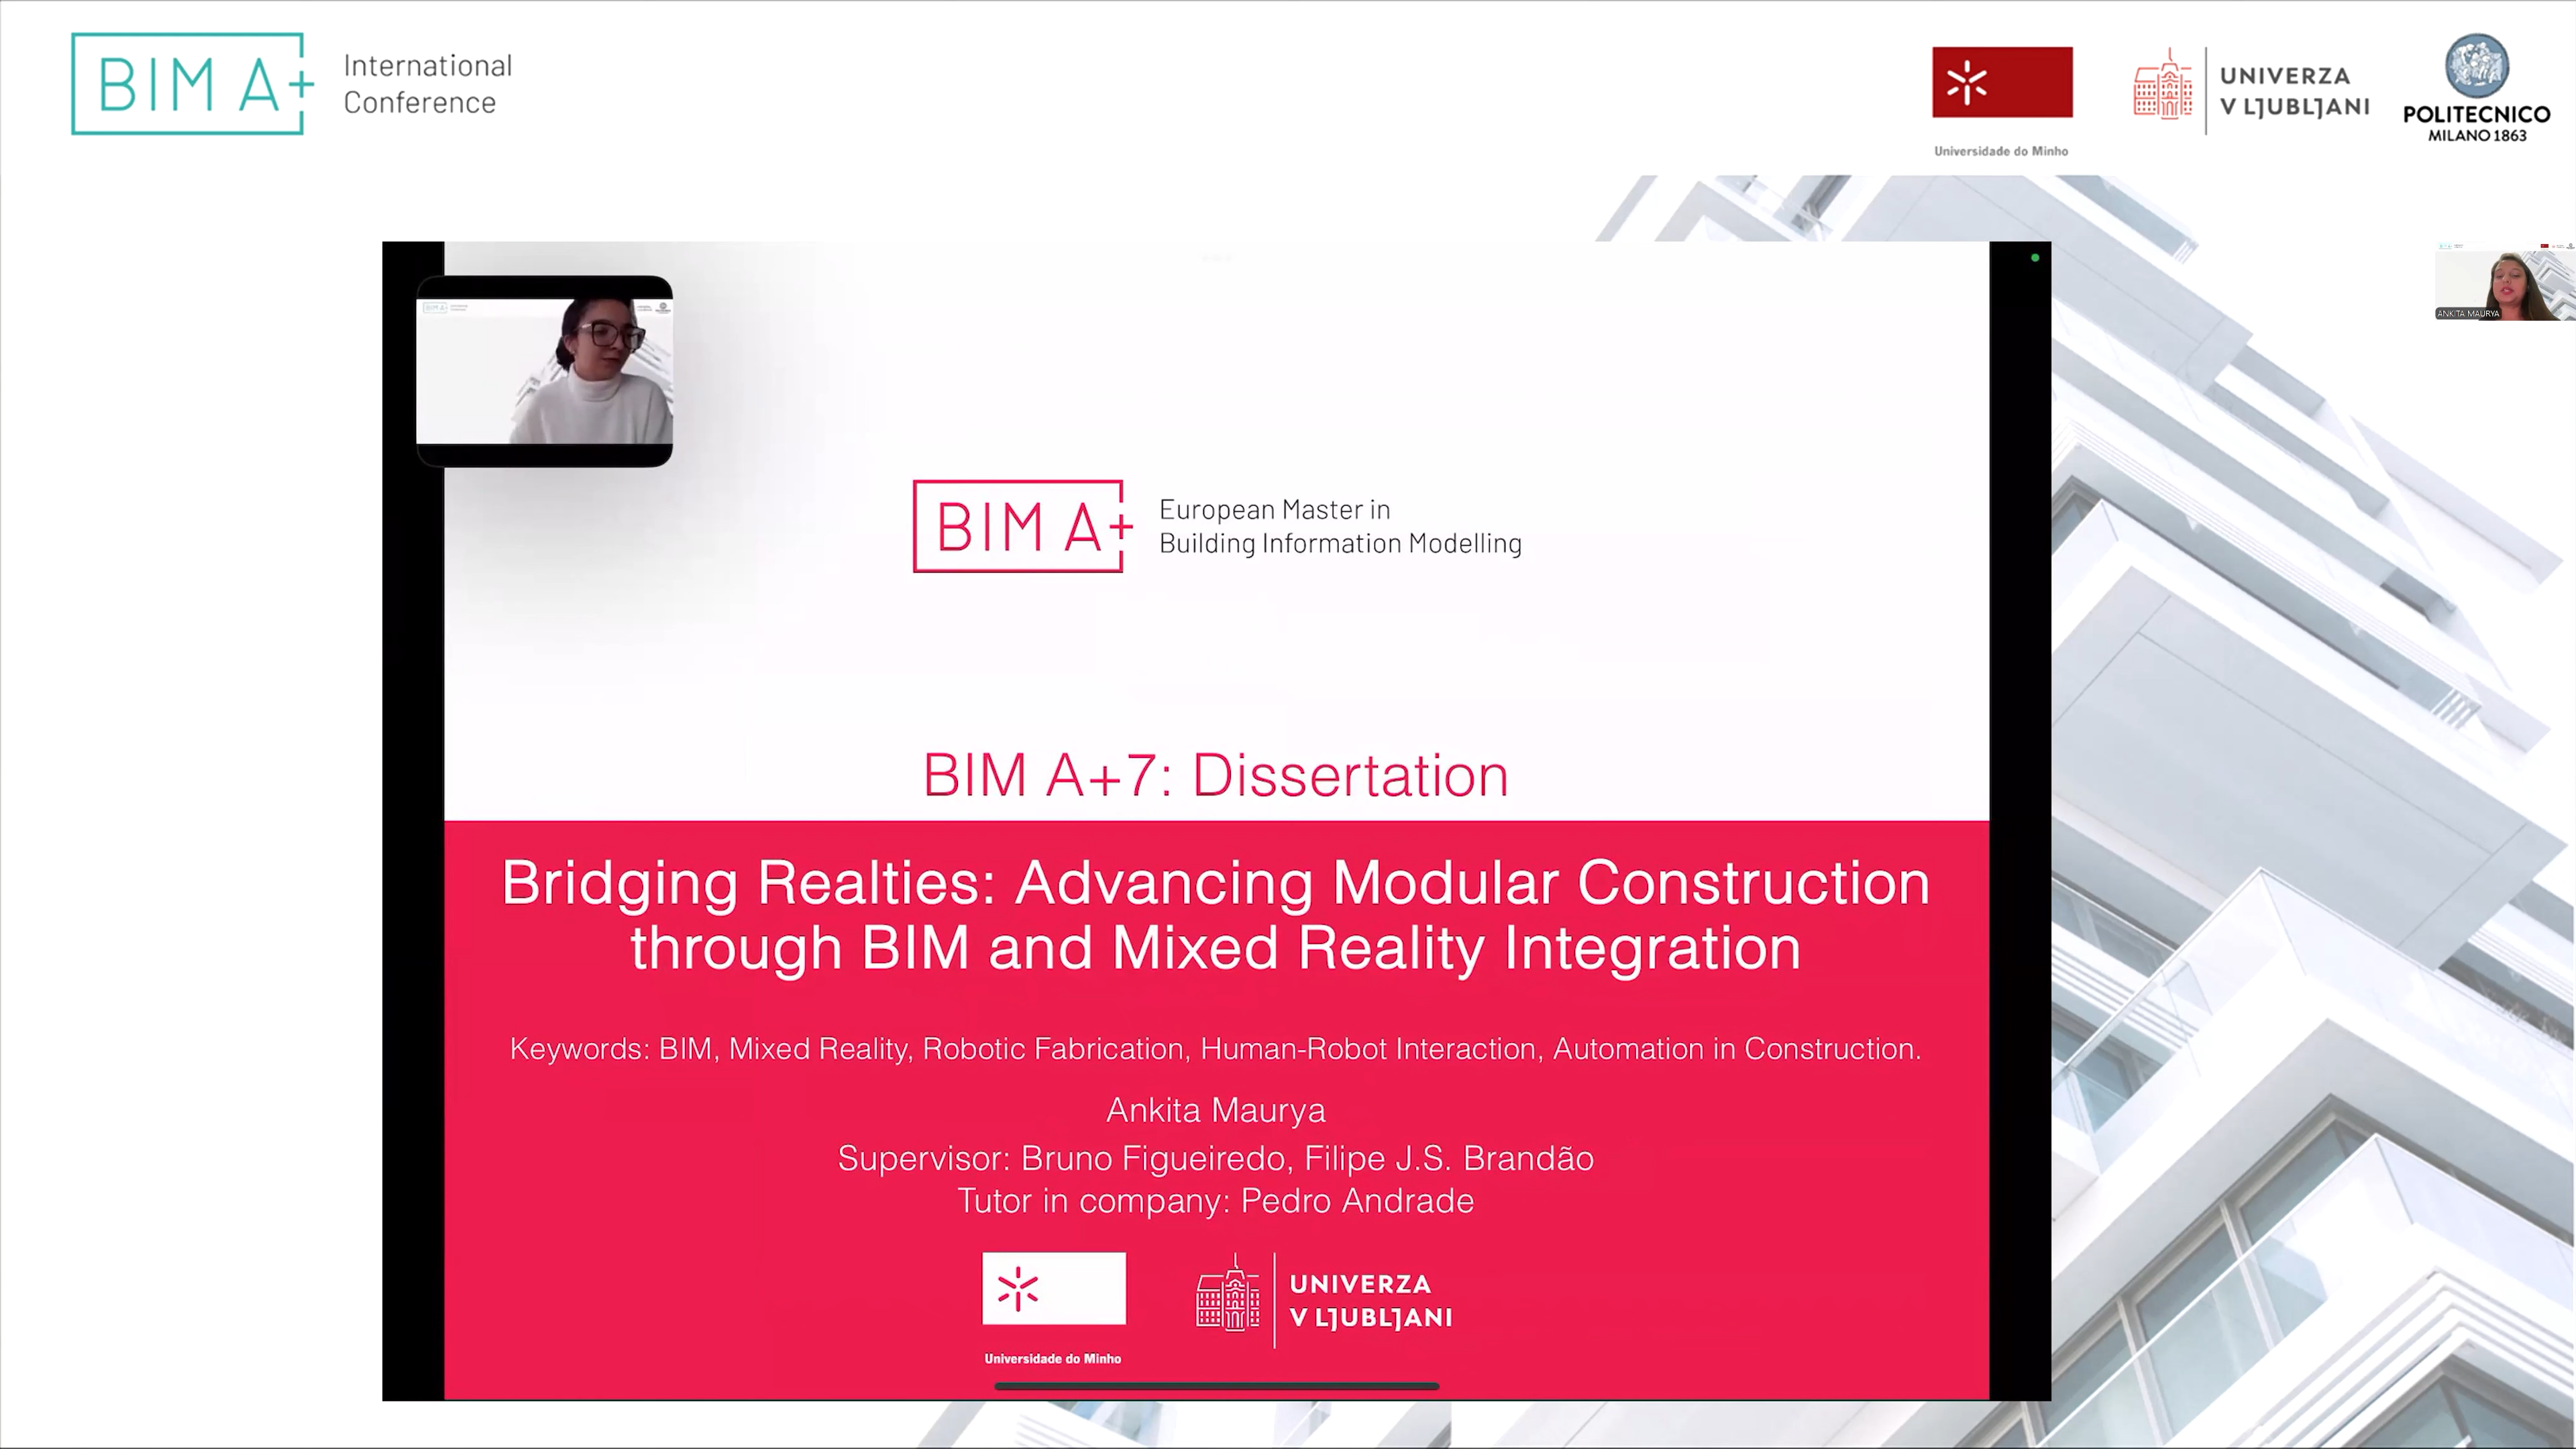 BIM A+
International
Conference
Universidade do Minho
UNIVERZA
V LJUBLJANI
POLITECNICO
MILANO 1863
ANKITA MAURYA
BIM A+
European Master in
Building Information Modelling
BIM A+7: Dissertation
Bridging Realties: Advancing Modular Construction
through BIM and Mixed Reality Integration
Keywords: BIM, Mixed Reality, Robotic Fabrication, Human-Robot Interaction, Automation in Construction.
Ankita Maurya
Supervisor: Bruno Figueiredo, Filipe J.S. Brandão
Tutor in company: Pedro Andrade
Universidade do Minho
UNIVERZA
V LJUBLJANI